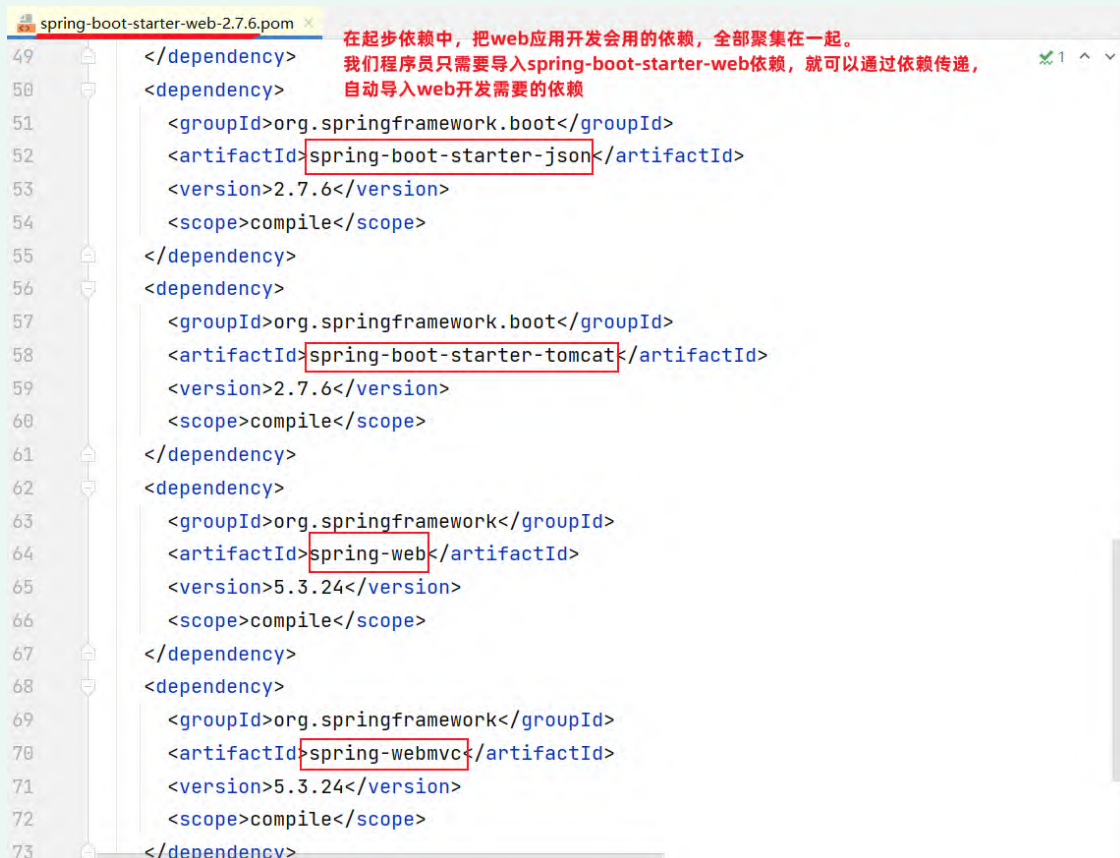 spring-boot-starter-web-2.7.6.pom ×
在起步依赖中，把web应用开发会用的依赖，全部聚集在一起。
我们程序员只需要导入spring-boot-starter-web依赖，就可以通过依赖传递，
自动导入web开发需要的依赖
1
49 </dependency>
50 <dependency>
51 <groupId>org.springframework.boot</groupId>
52 <artifactId>spring-boot-starter-json</artifactId>
53 <version>2.7.6</version>
54 <scope>compile</scope>
55 </dependency>
56 <dependency>
57 <groupId>org.springframework.boot</groupId>
58 <artifactId>spring-boot-starter-tomcat</artifactId>
59 <version>2.7.6</version>
60 <scope>compile</scope>
61 </dependency>
62 <dependency>
63 <groupId>org.springframework</groupId>
64 <artifactId>spring-web</artifactId>
65 <version>5.3.24</version>
66 <scope>compile</scope>
67 </dependency>
68 <dependency>
69 <groupId>org.springframework</groupId>
70 <artifactId>spring-webmvc</artifactId>
71 <version>5.3.24</version>
72 <scope>compile</scope>
73 </dependency>